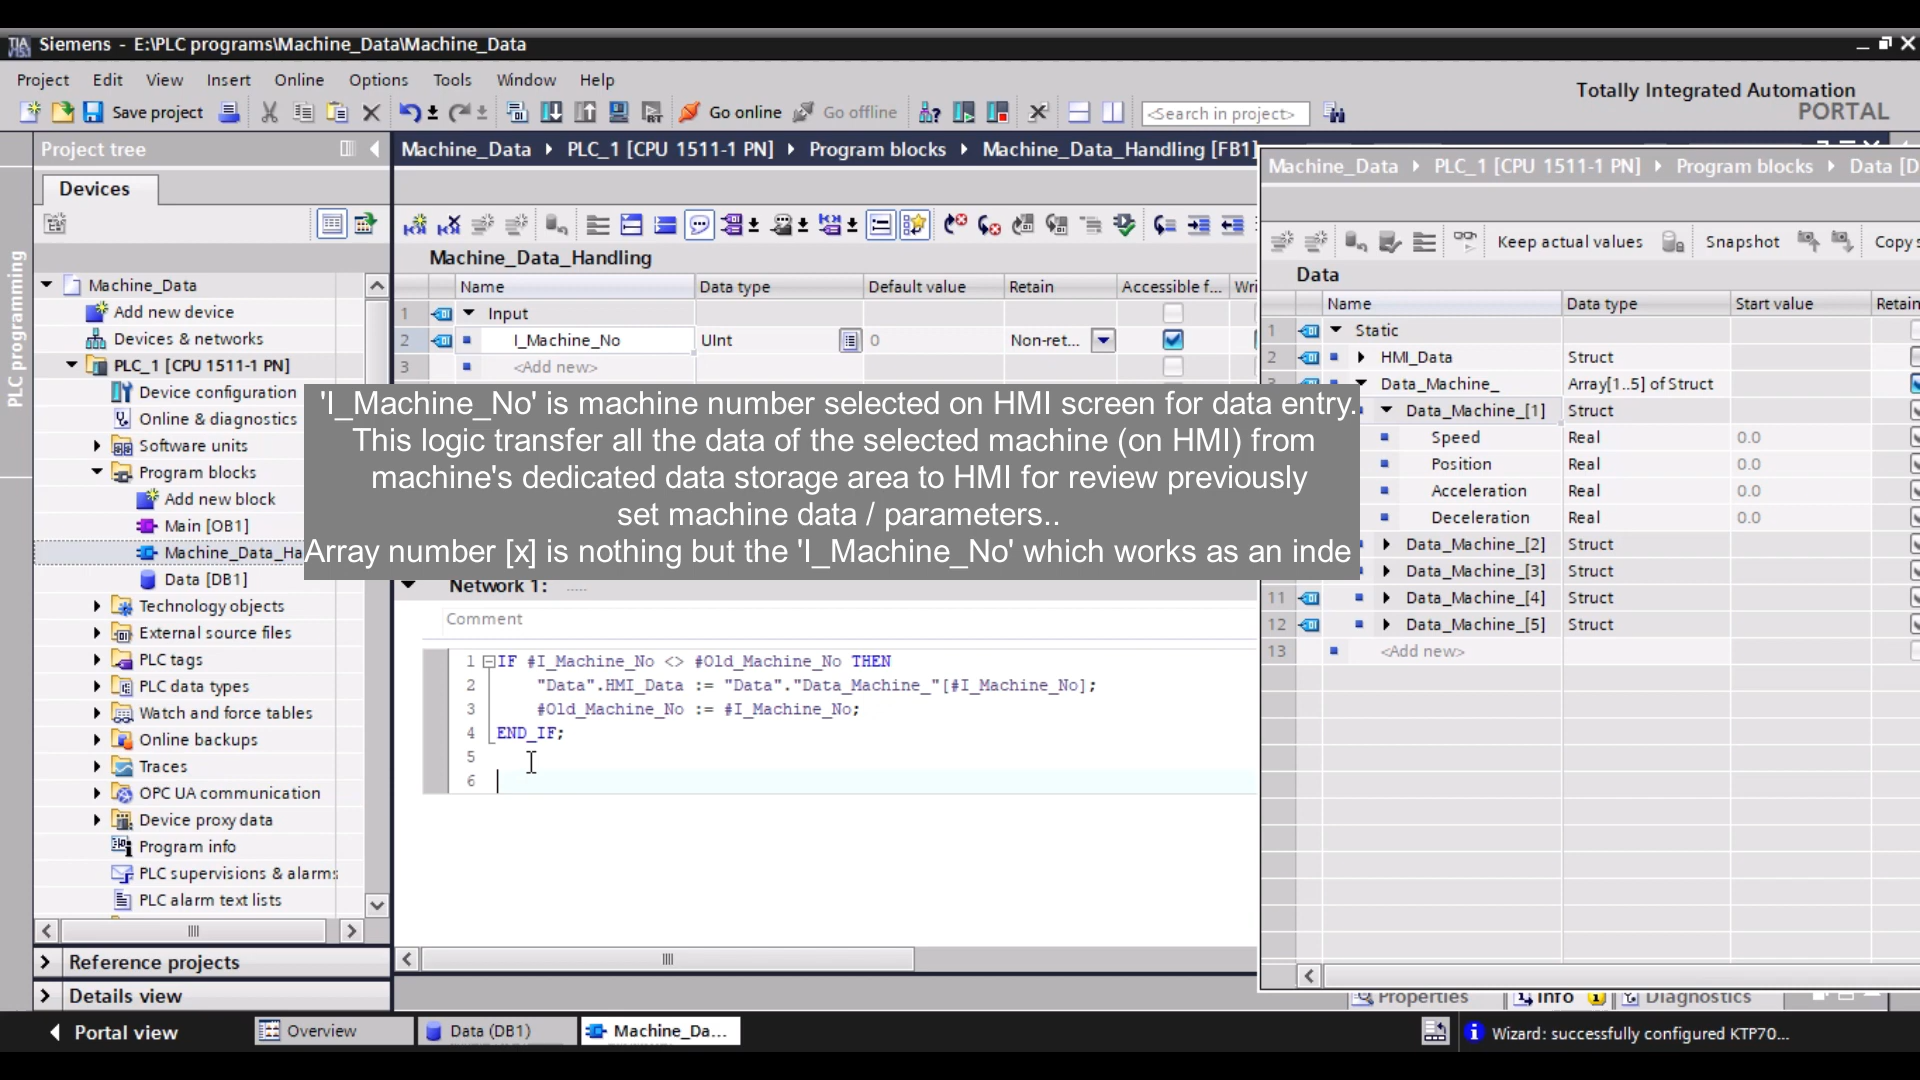 Siemens - E:\PLC programs\Machine_Data\Machine_Data
Project Edit View Insert Online Options Tools Window Help
Totally Integrated Automation
PORTAL
Save project
Go online
Go offline
<Search in project>
Project tree
Machine_Data PLC_1 [CPU 1511-1 PN] Program blocks Machine_Data_Handling [FB1]
Machine_Data PLC_1 [CPU 1511-1 PN] Program blocks Data [D
Devices
Keep actual values
Snapshot
Copy s
PLC programming
Machine_Data_Handling
Data
Name Data type Default value Retain Accessible f... Wri
Name Data type Start value Retain
Machine_Data
Add new device
Devices & networks
PLC_1 [CPU 1511-1 PN]
Device configuration
Online & diagnostics
Software units
Program blocks
Add new block
Main [OB1]
Machine_Data_Ha
Data [DB1]
Technology objects
External source files
PLC tags
PLC data types
Watch and force tables
Online backups
Traces
OPC UA communication
Device proxy data
Program info
PLC supervisions & alarms
PLC alarm text lists
Reference projects
Details view
1 Input
2 I_Machine_No UInt 0 Non-ret...
3 <Add new>
'I_Machine_No' is machine number selected on HMI screen for data entry.
This logic transfer all the data of the selected machine (on HMI) from
machine's dedicated data storage area to HMI for review previously
set machine data / parameters..
Array number [x] is nothing but the 'I_Machine_No' which works as an inde
Network 1: .....
Comment
1 IF #I_Machine_No <> #Old_Machine_No THEN
2 "Data".HMI_Data := "Data"."Data_Machine_"[#I_Machine_No];
3 #Old_Machine_No := #I_Machine_No;
4 END_IF;
5
6
1 Static
2 HMI_Data Struct
Data_Machine_ Array[1..5] of Struct
Data_Machine_[1] Struct
Speed Real 0.0
Position Real 0.0
Acceleration Real 0.0
Deceleration Real 0.0
Data_Machine_[2] Struct
Data_Machine_[3] Struct
11 Data_Machine_[4] Struct
12 Data_Machine_[5] Struct
13 <Add new>
Properties Info Diagnostics
Portal view
Overview
Data (DB1)
Machine_Da...
Wizard: successfully configured KTP70...